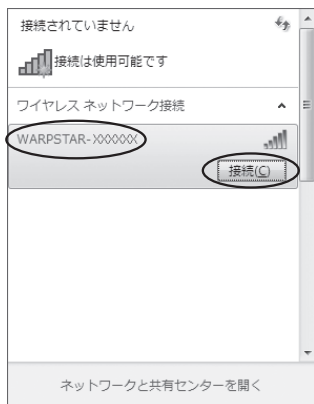 接続されていません
接続は使用可能です
ワイヤレス ネットワーク接続
WARPSTAR-XXXXXX
接続(C)
ネットワークと共有センターを開く